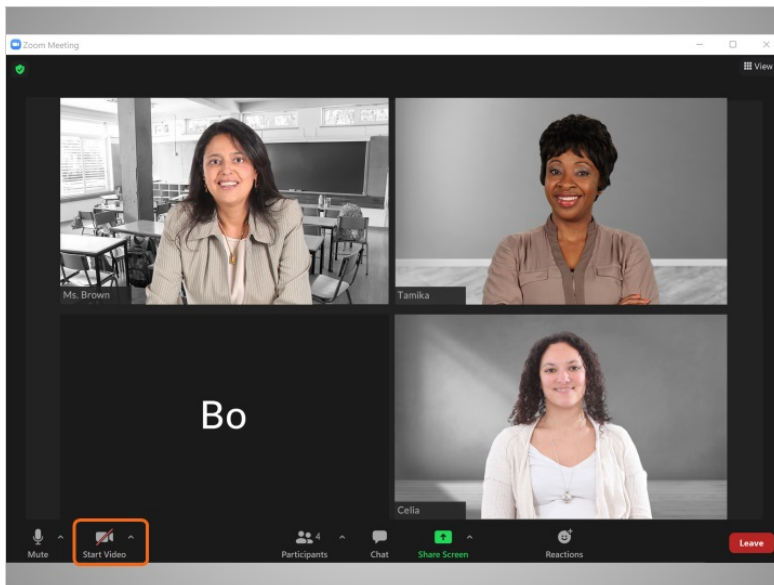 Zoom Meeting
View
Ms. Brown
Tamika
Bo
Celia
Mute
Start Video
4
Participants
Chat
Share Screen
Reactions
Leave